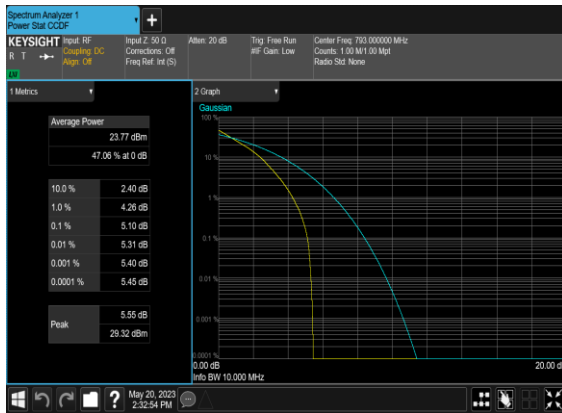 Spectrum Analyzer 1
Power Stat CCDF
KEYSIGHT
R T
Input: RF
Coupling: DC
Align: Off
Input Z: 50 Ω
Corrections: Off
Freq Ref: Int (S)
Atten: 20 dB
Trig: Free Run
#IF Gain: Low
Center Freq: 793.000000 MHz
Counts: 1.00 M/1.00 Mpt
Radio Std: None
1 Metrics
Average Power
23.77 dBm
47.06 % at 0 dB
10.0 % 2.40 dB
1.0 % 4.26 dB
0.1 % 5.10 dB
0.01 % 5.31 dB
0.001 % 5.40 dB
0.0001 % 5.45 dB
Peak
5.55 dB
29.32 dBm
2 Graph
Gaussian
100 %
10 %
1 %
0.1 %
0.01 %
0.001 %
0.0001 %
0.00 dB 20.00 d
Info BW 10.000 MHz
?
May 20, 2023
2:32:54 PM